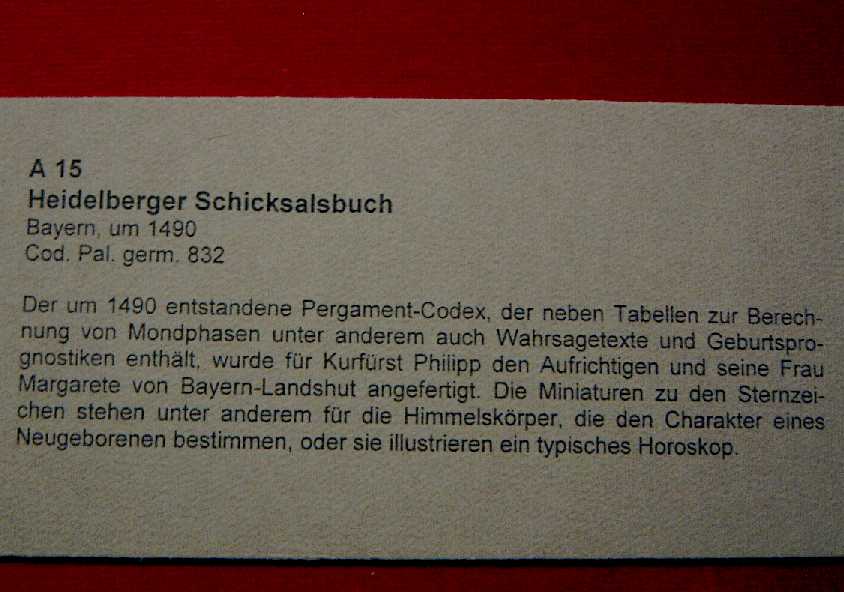 A 15
Heidelberger Schicksalsbuch
Bayern, um 1490
Cod. Pal. germ. 832
Der um 1490 entstandene Pergament-Codex, der neben Tabellen zur Berech-
nung von Mondphasen unter anderem auch Wahrsagetexte und Geburtspro-
gnostiken enthält, wurde für Kurfürst Philipp den Aufrichtigen und seine Frau
Margarete von Bayern-Landshut angefertigt. Die Miniaturen zu den Sternzei-
chen stehen unter anderem für die Himmelskörper, die den Charakter eines
Neugeborenen bestimmen, oder sie illustrieren ein typisches Horoskop.